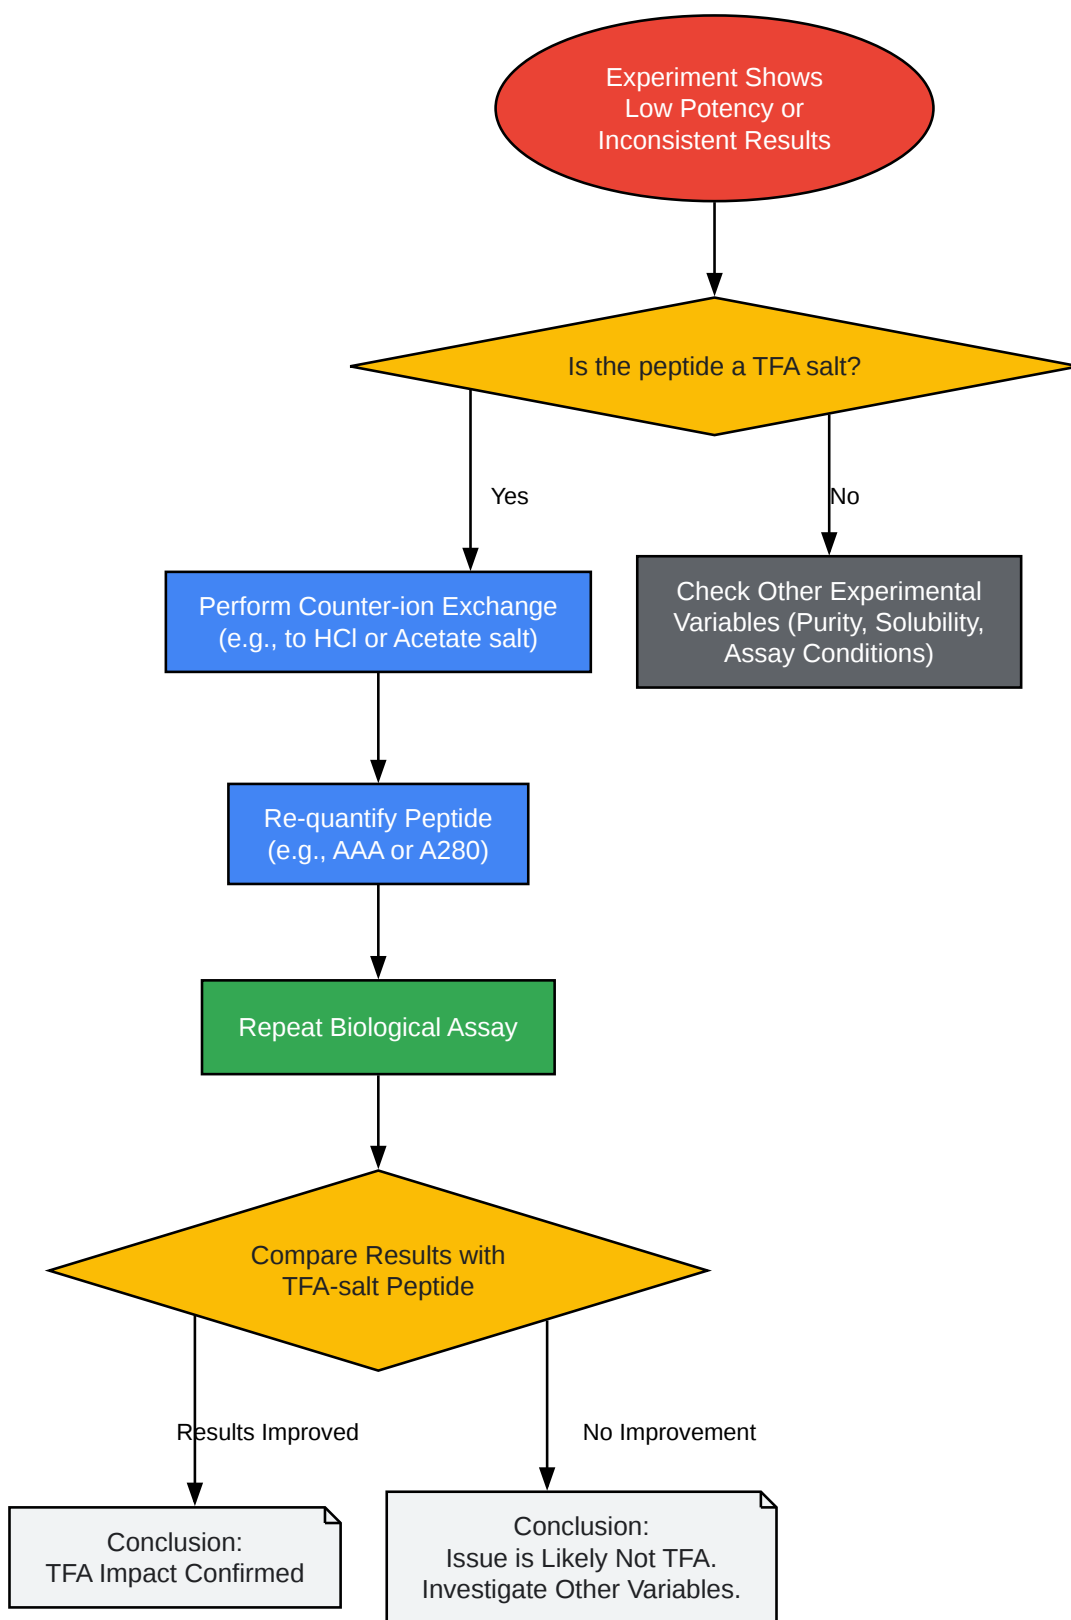 Experiment Shows
Low Potency or
Inconsistent Results
Is the peptide a TFA salt?
Yes
No
Perform Counter-ion Exchange
(e.g., to HCl or Acetate salt)
Check Other Experimental
Variables (Purity, Solubility,
Assay Conditions)
Re-quantify Peptide
(e.g., AAA or A280)
Repeat Biological Assay
Compare Results with
TFA-salt Peptide
Results Improved
No Improvement
Conclusion:
TFA Impact Confirmed
Conclusion:
Issue is Likely Not TFA.
Investigate Other Variables.